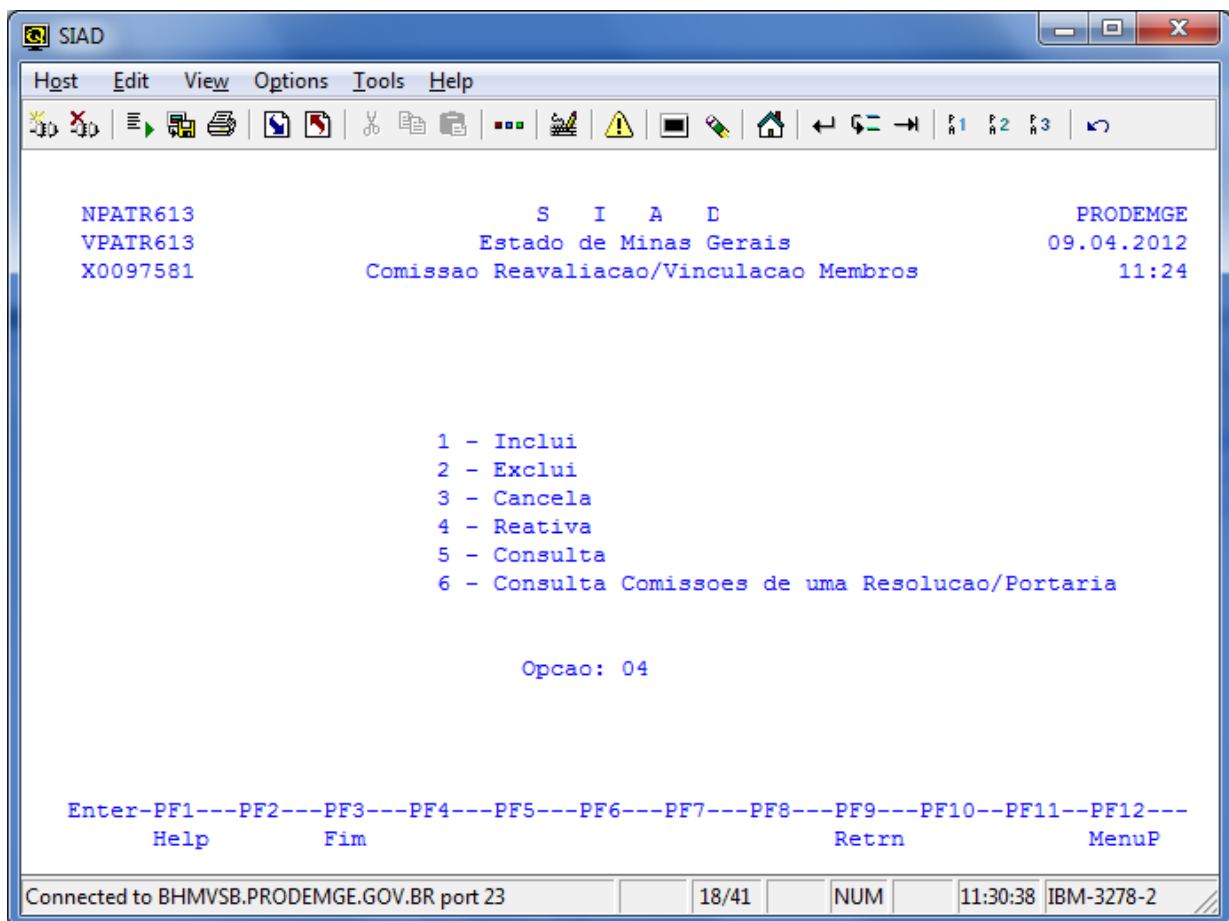 SIAD
Host Edit View Options Tools Help
PA1 PA2 PA3
NPATR613 S I A D PRODEMGE
VPATR613 Estado de Minas Gerais 09.04.2012
X0097581 Comissao Reavaliacao/Vinculacao Membros 11:24
1 - Inclui
2 - Exclui
3 - Cancela
4 - Reativa
5 - Consulta
6 - Consulta Comissoes de uma Resolucao/Portaria
Opcao: 04
Enter-PF1---PF2---PF3---PF4---PF5---PF6---PF7---PF8---PF9---PF10--PF11--PF12---
Help Fim Retrn MenuP
Connected to BHMVSB.PRODEMGE.GOV.BR port 23 18/41 NUM 11:30:38 IBM-3278-2